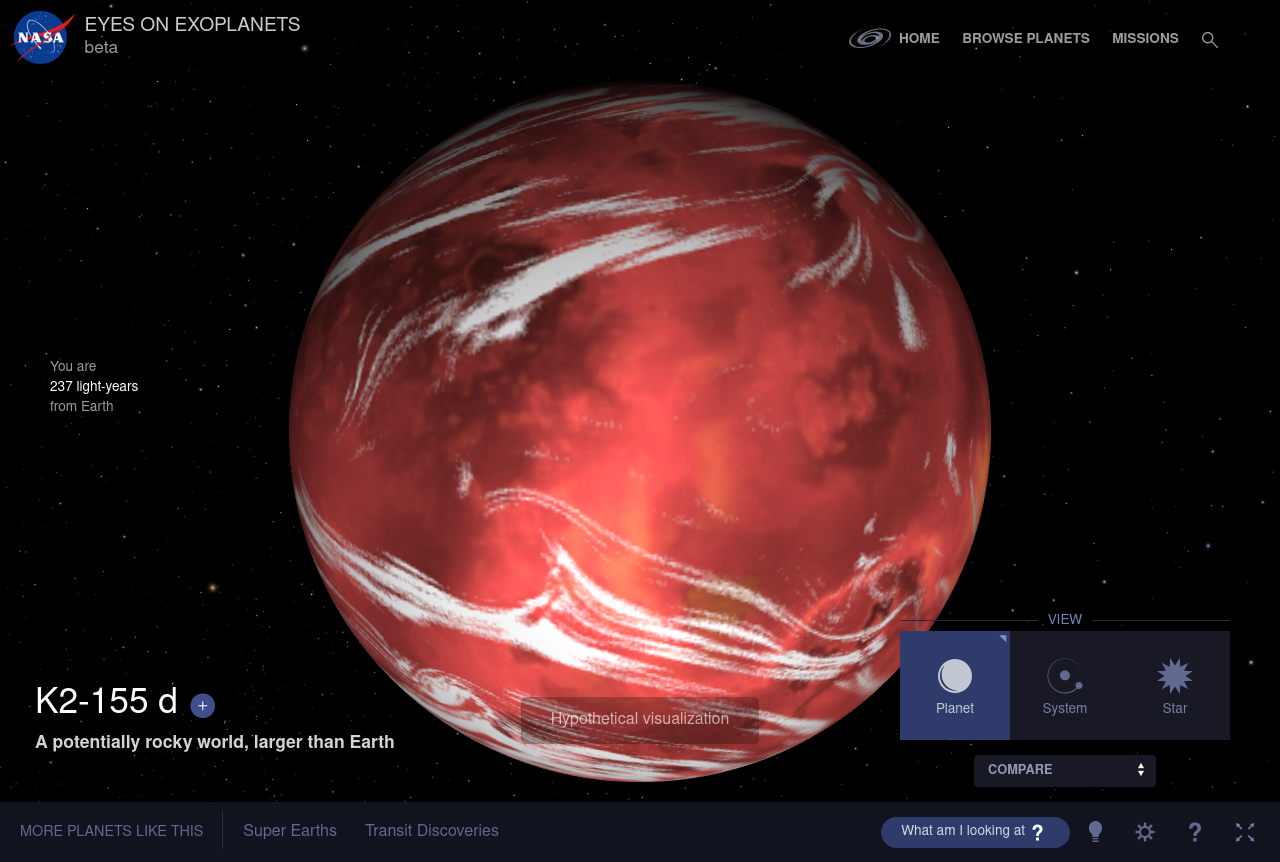 NASA
EYES ON EXOPLANETS
beta
HOME
BROWSE PLANETS
MISSIONS
You are
237 light-years
from Earth
VIEW
Planet
System
Star
K2-155 d +
A potentially rocky world, larger than Earth
Hypothetical visualization
COMPARE
MORE PLANETS LIKE THIS
Super Earths
Transit Discoveries
What am I looking at ?
?